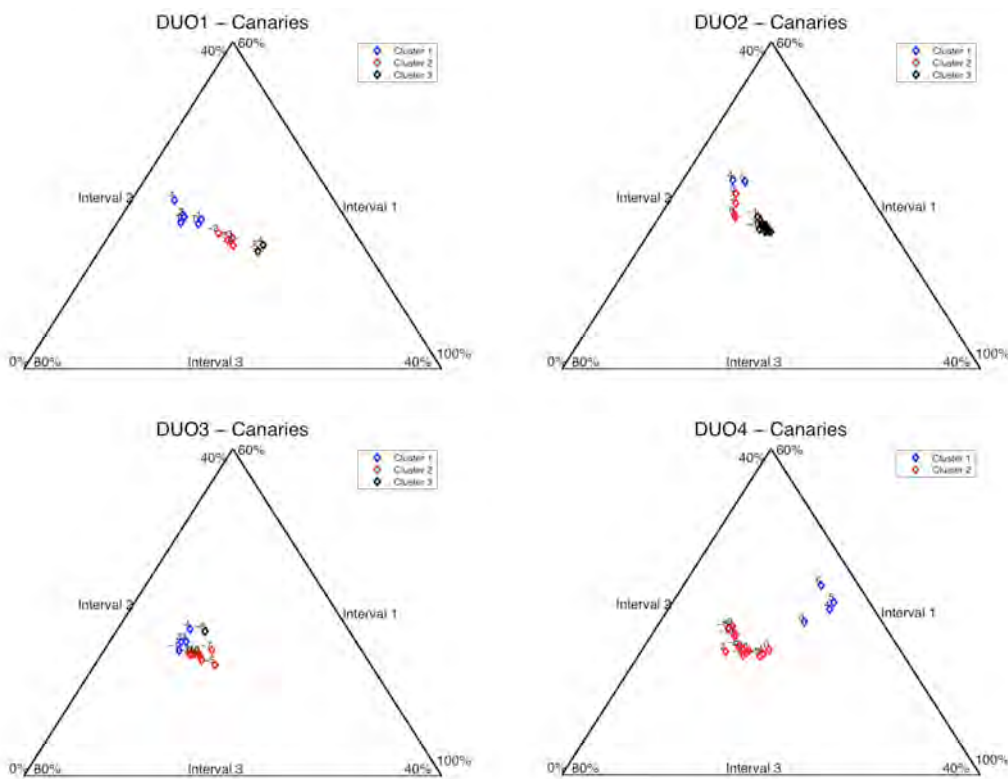 DUO1 – Canaries
40% 60%
Cluster 1
Cluster 2
Cluster 3
Interval 2
Interval 1
0% 80%
Interval 3
40% 100%
DUO2 – Canaries
40% 60%
Cluster 1
Cluster 2
Cluster 3
Interval 2
Interval 1
0% 80%
Interval 3
40% 100%
DUO3 – Canaries
40% 60%
Cluster 1
Cluster 2
Cluster 3
Interval 2
Interval 1
0% 80%
Interval 3
40% 100%
DUO4 – Canaries
40% 60%
Cluster 1
Cluster 2
Interval 2
Interval 1
0% 80%
Interval 3
40% 100%